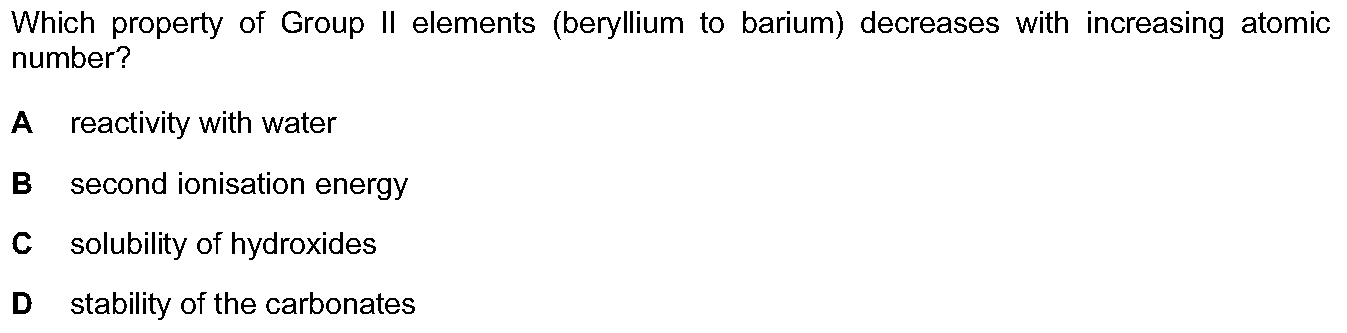 Which property of Group II elements (beryllium to barium) decreases with increasing atomic
number?
A reactivity with water
B second ionisation energy
C solubility of hydroxides
D stability of the carbonates